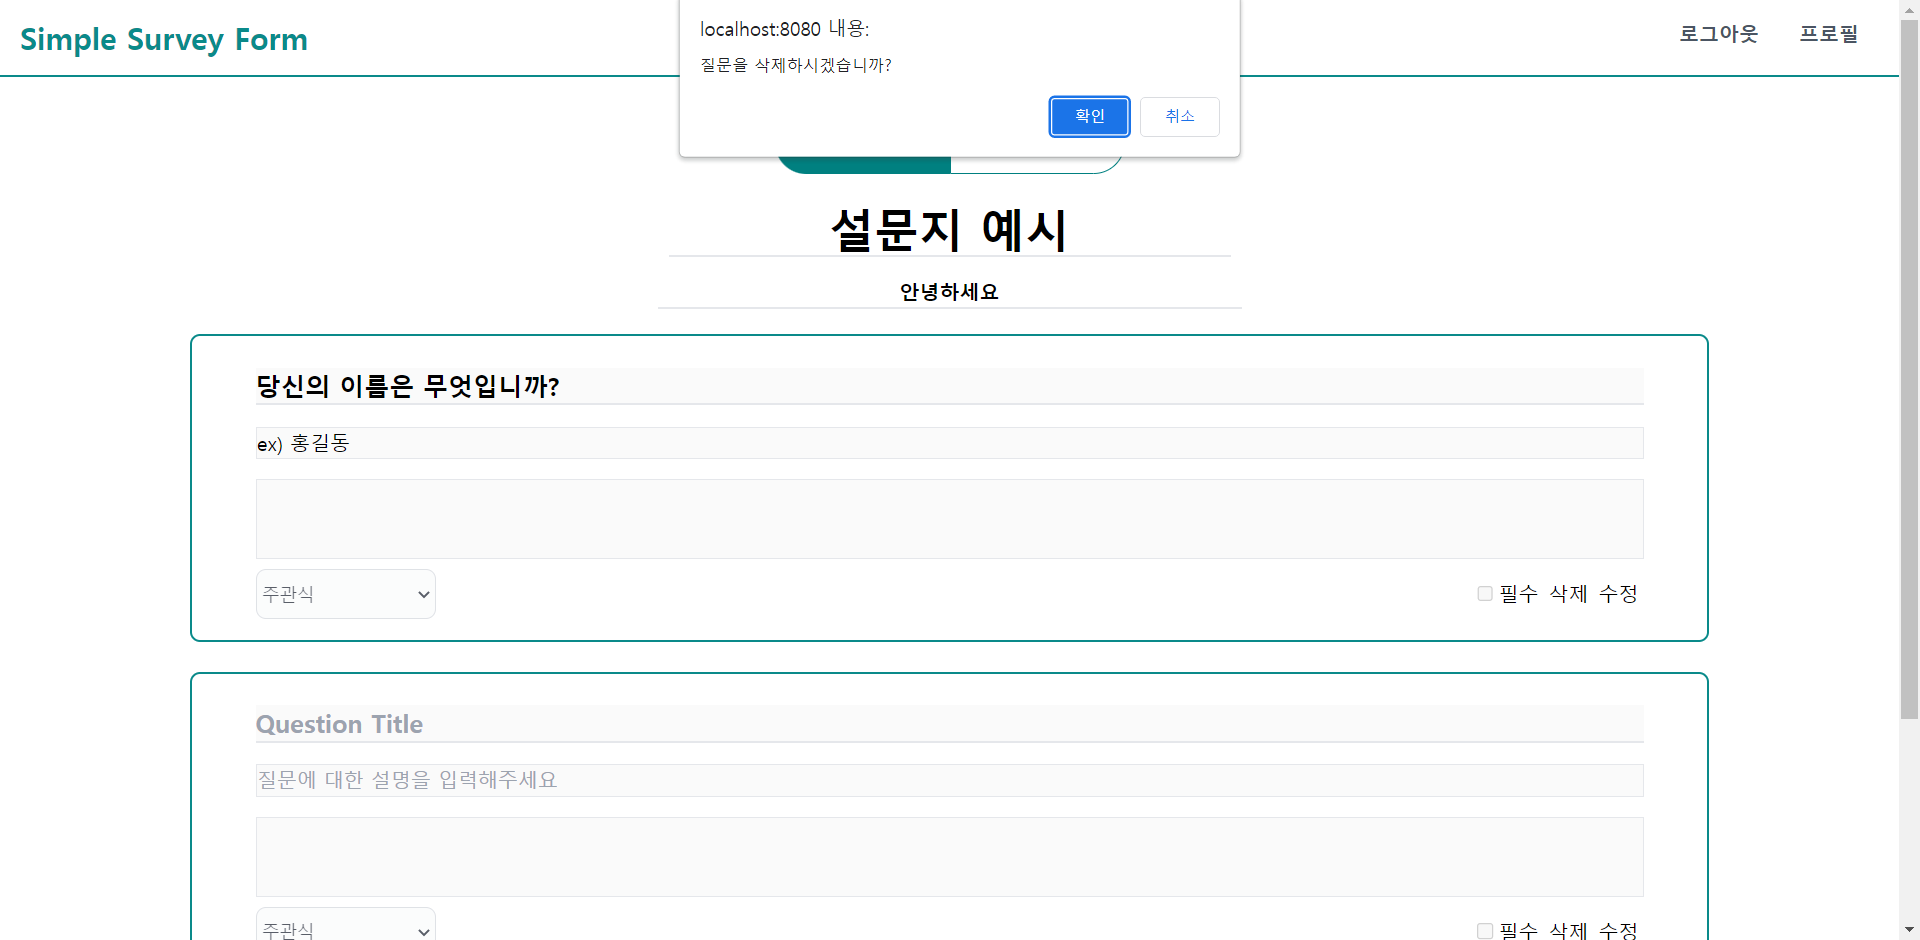 Simple Survey Form
로그아웃 프로필
localhost:8080 내용:
질문을 삭제하시겠습니까?
확인 취소
설문지 예시
안녕하세요
당신의 이름은 무엇입니까?
ex) 홍길동
주관식
필수 삭제 수정
Question Title
질문에 대한 설명을 입력해주세요
주관식
필수 삭제 수정